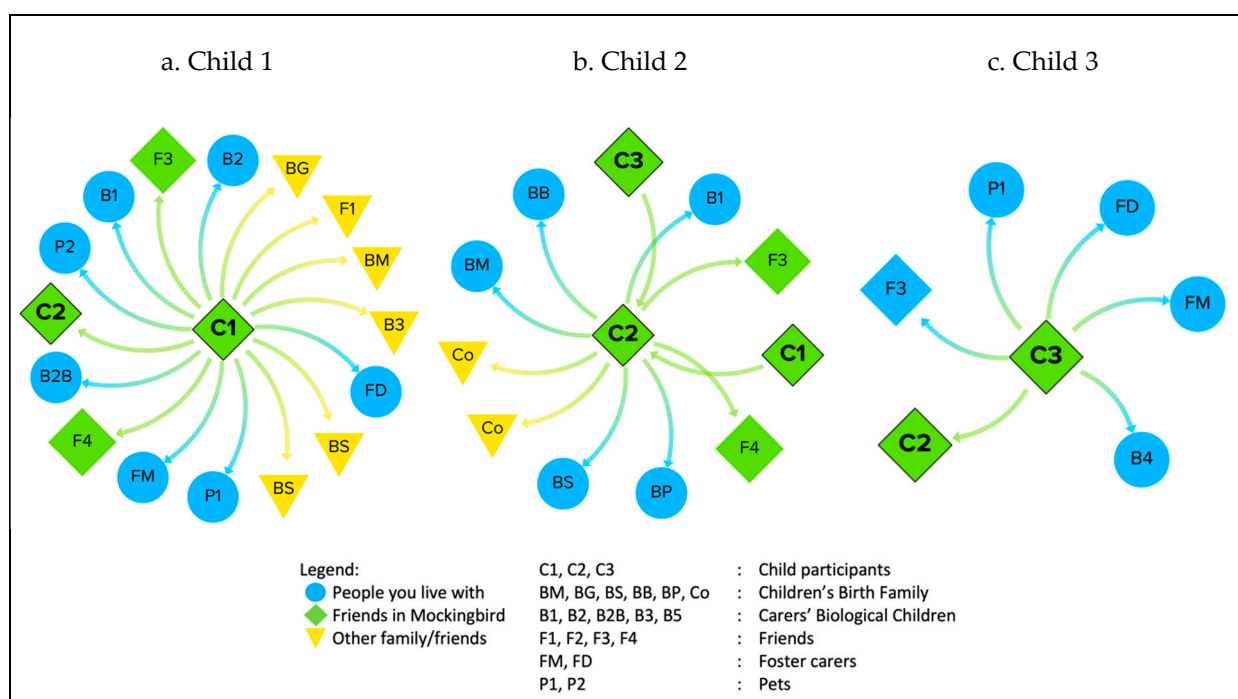 a. Child 1
b. Child 2
c. Child 3
F3
B2
BG
B1
F1
P2
BM
C2
C1
B3
B2B
FD
F4
BS
FM
P1
BS
C3
BB
B1
BM
F3
C2
C1
Co
Co
F4
BS
BP
P1
FD
F3
FM
C3
C2
B4
Legend:
People you live with
Friends in Mockingbird
Other family/friends
C1, C2, C3 : Child participants
BM, BG, BS, BB, BP, Co : Children's Birth Family
B1, B2, B2B, B3, B5 : Carers' Biological Children
F1, F2, F3, F4 : Friends
FM, FD : Foster carers
P1, P2 : Pets